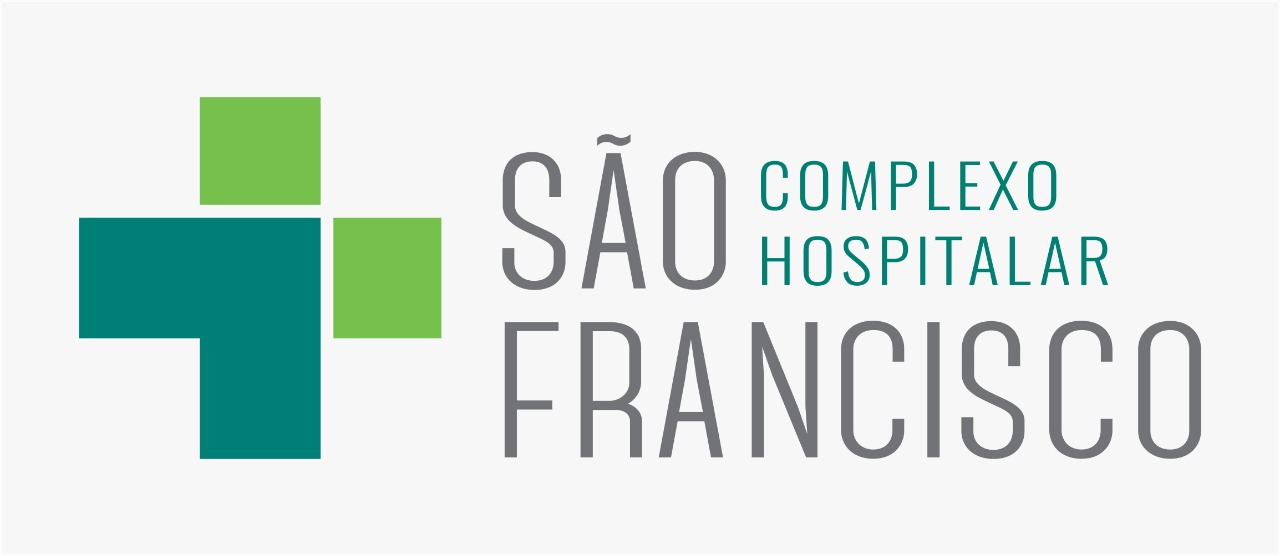 SÃO
COMPLEXO
HOSPITALAR
FRANCISCO